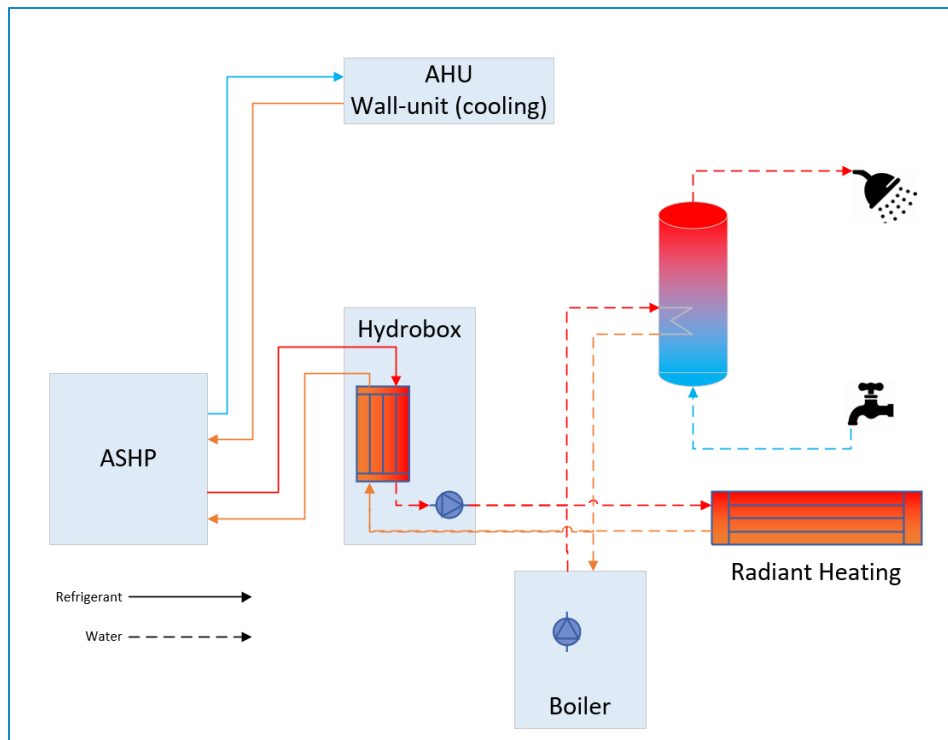 AHU
Wall-unit (cooling)
Hydrobox
ASHP
Radiant Heating
Refrigerant
Water
Boiler